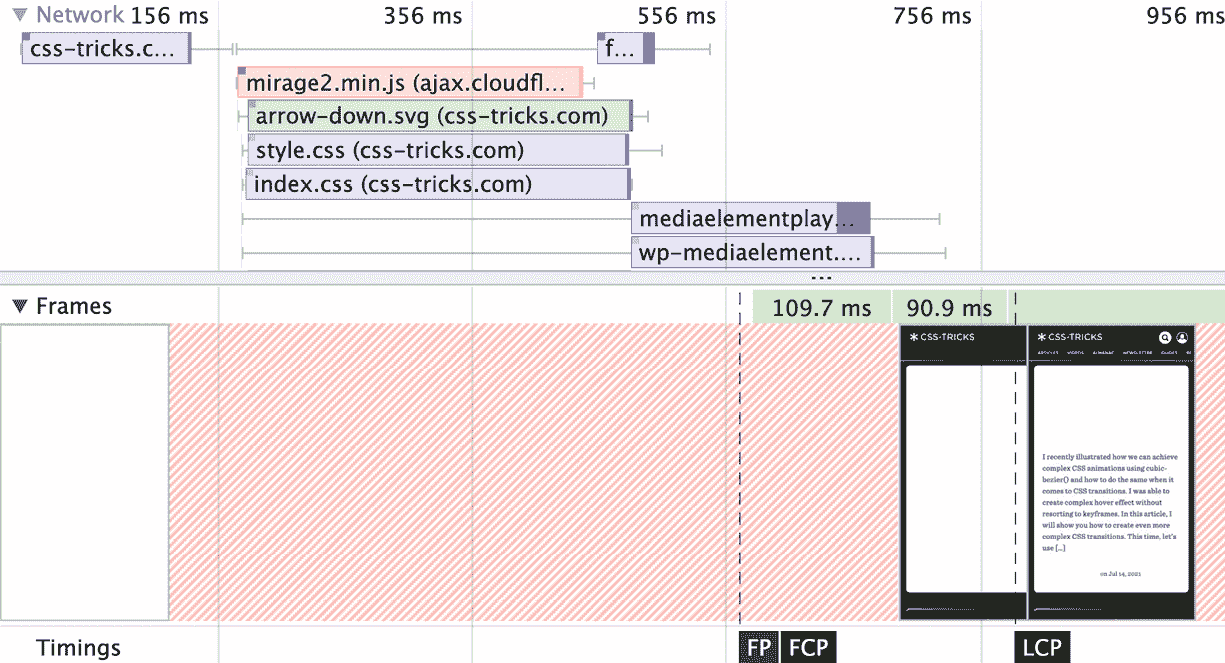 Network 156 ms 356 ms 556 ms 756 ms 956 ms
css-tricks.c... f...
mirage2.min.js (ajax.cloudfl...
arrow-down.svg (css-tricks.com)
style.css (css-tricks.com)
index.css (css-tricks.com)
mediaelementplay...
wp-mediaelement....
...
Frames 109.7 ms 90.9 ms
CSS-TRICKS
CSS-TRICKS
ARTICLES VIDEOS ALMANAC NEWSLETTER GUIDES
I recently illustrated how we can achieve
complex CSS animations using cubic-
bezier() and how to do the same when it
comes to CSS transitions. I was able to
create complex hover effect without
resorting to keyframes. In this article, I
will show you how to create even more
complex CSS transitions. This time, let's
use [...]
on Jul 14, 2021
Timings FP FCP LCP